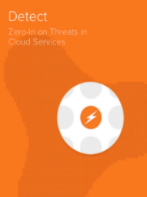 Detect
Zero-In on Threats in
Cloud Services